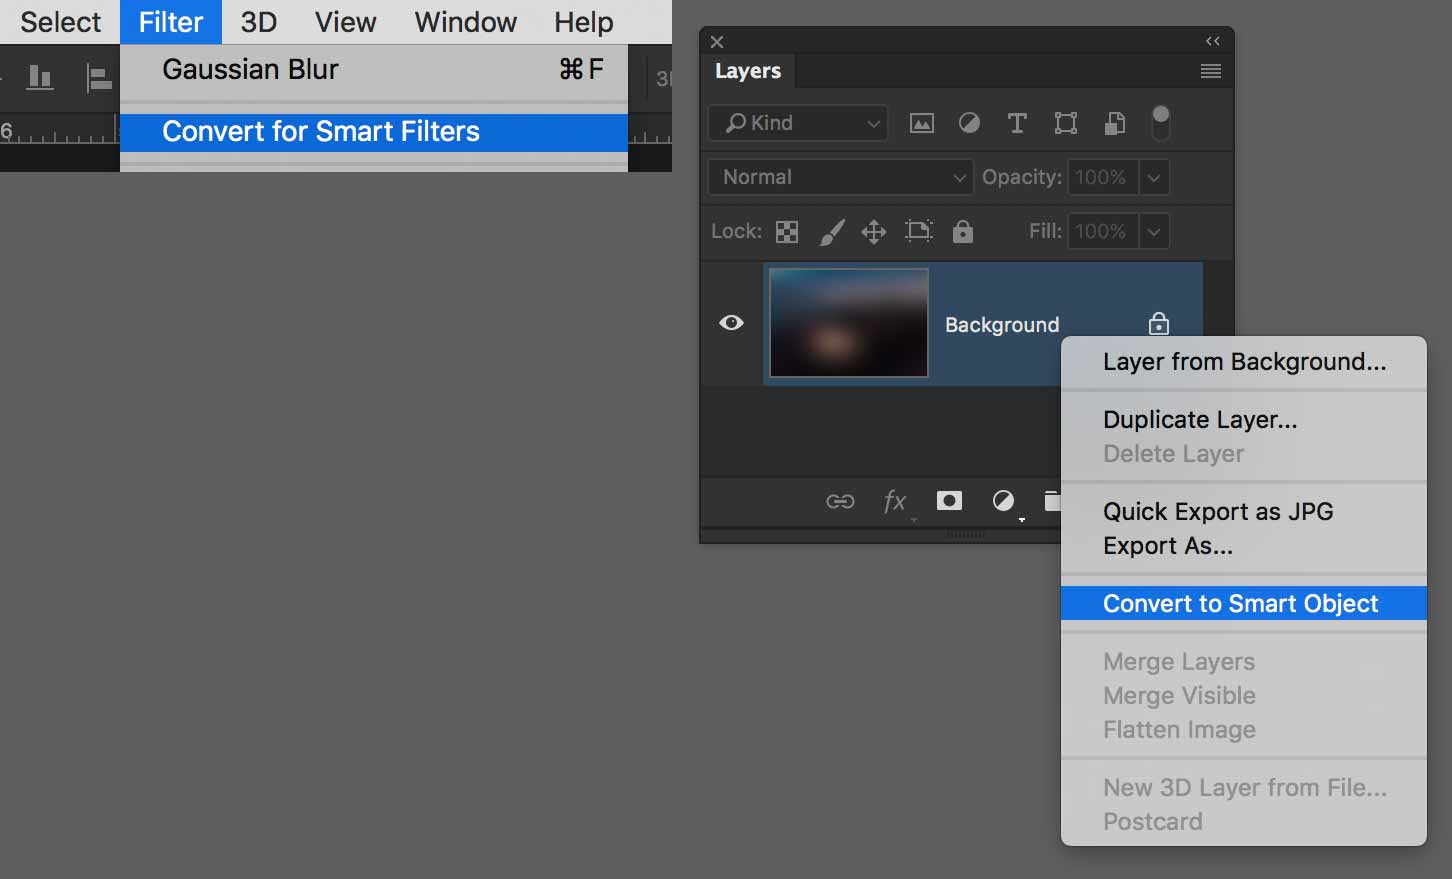 Select Filter 3D View Window Help
Gaussian Blur ⌘F
Convert for Smart Filters
6
Layers
Kind
Normal Opacity: 100%
Lock: Fill: 100%
Background
fx
Layer from Background...
Duplicate Layer...
Delete Layer
Quick Export as JPG
Export As...
Convert to Smart Object
Merge Layers
Merge Visible
Flatten Image
New 3D Layer from File...
Postcard